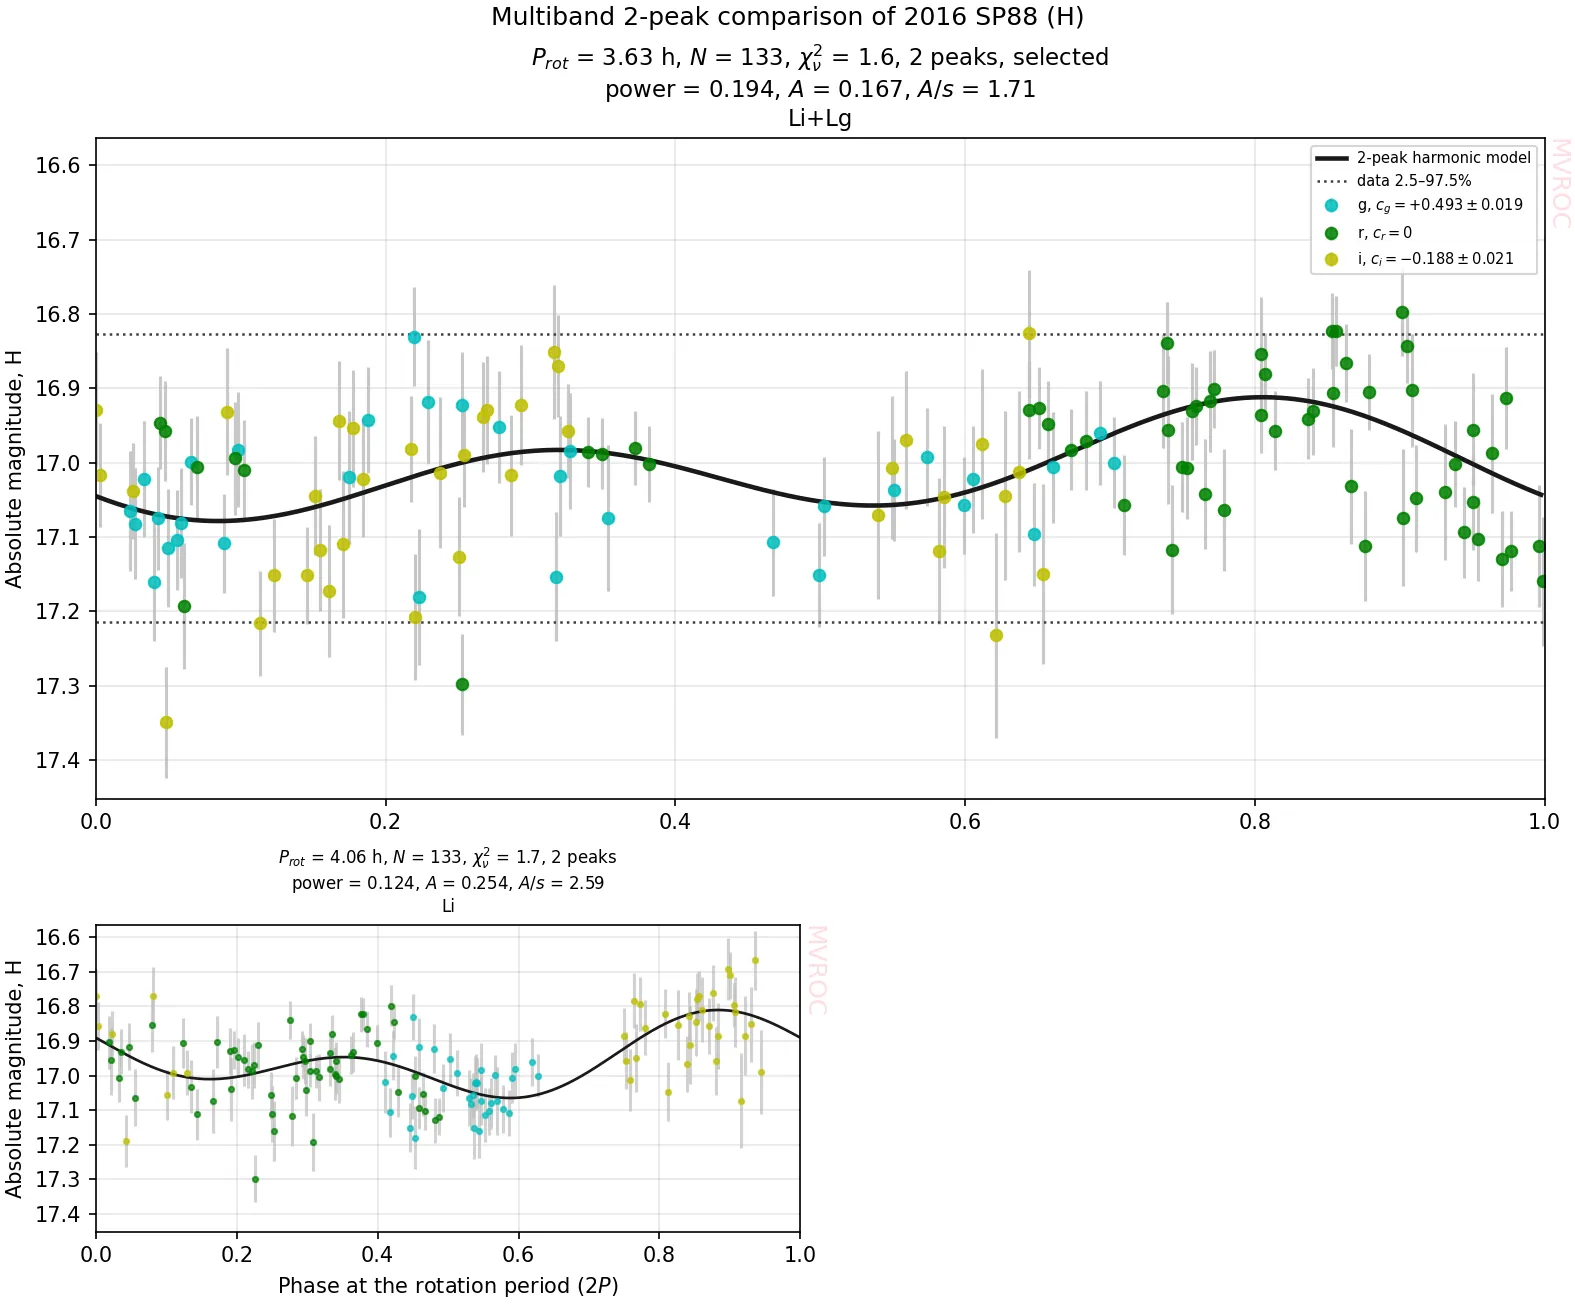 Multiband 2-peak comparison of 2016 SP88 (H)
P_rot = 3.63 h, N = 133, χ²_ν = 1.6, 2 peaks, selected
power = 0.194, A = 0.167, A/s = 1.71
Li+Lg
2-peak harmonic model
data 2.5–97.5%
g, c_g = +0.493 ± 0.019
r, c_r = 0
i, c_i = −0.188 ± 0.021
MVROC
Absolute magnitude, H
16.6
16.7
16.8
16.9
17.0
17.1
17.2
17.3
17.4
0.0 0.2 0.4 0.6 0.8 1.0
P_rot = 4.06 h, N = 133, χ²_ν = 1.7, 2 peaks
power = 0.124, A = 0.254, A/s = 2.59
Li
MVROC
Absolute magnitude, H
16.6
16.7
16.8
16.9
17.0
17.1
17.2
17.3
17.4
0.0 0.2 0.4 0.6 0.8 1.0
Phase at the rotation period (2P)